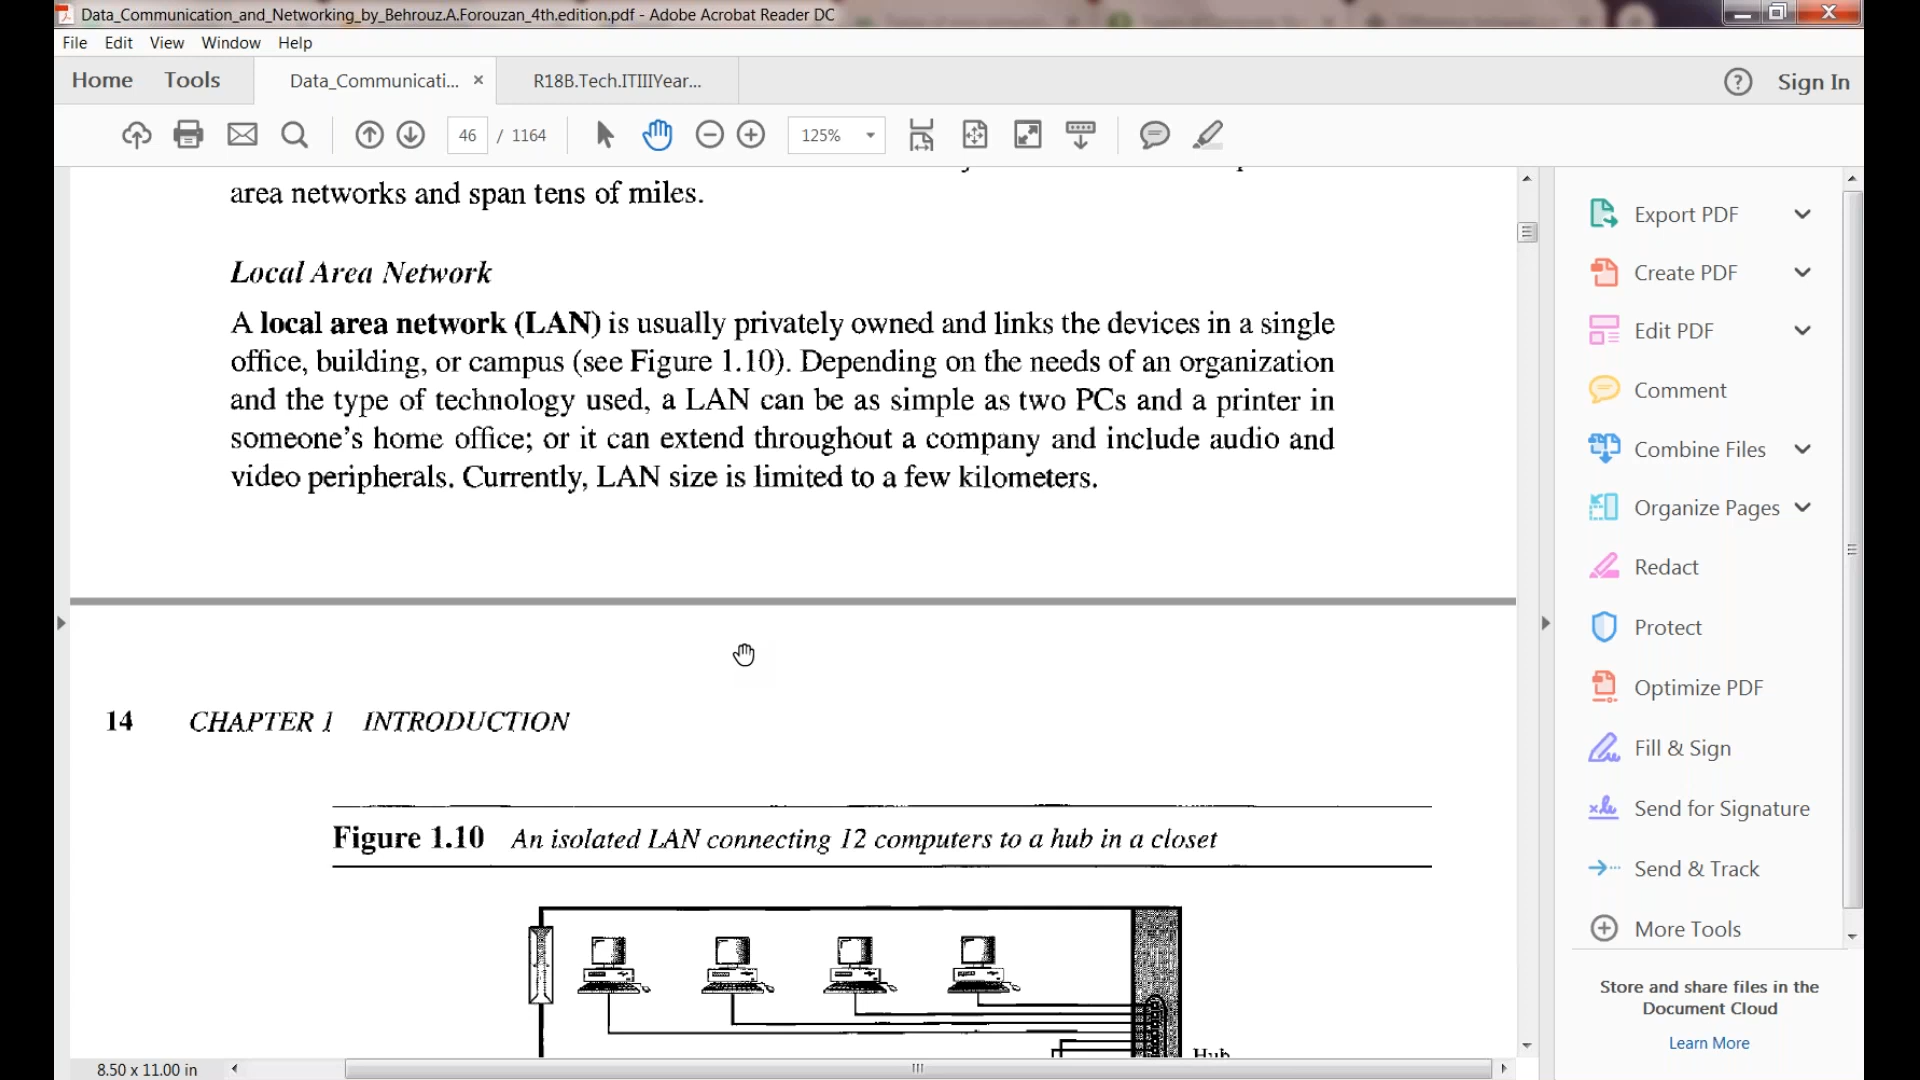 Data_Communication_and_Networking_by_Behrouz.A.Forouzan_4th.edition.pdf - Adobe Acrobat Reader DC
File Edit View Window Help
Home Tools Data_Communicati... × R18B.Tech.ITIIIYear... ? Sign In
46 / 1164 125%
area networks and span tens of miles.
Local Area Network
A local area network (LAN) is usually privately owned and links the devices in a single
office, building, or campus (see Figure 1.10). Depending on the needs of an organization
and the type of technology used, a LAN can be as simple as two PCs and a printer in
someone's home office; or it can extend throughout a company and include audio and
video peripherals. Currently, LAN size is limited to a few kilometers.
14 CHAPTER 1 INTRODUCTION
Figure 1.10 An isolated LAN connecting 12 computers to a hub in a closet
Hub
8.50 x 11.00 in
Export PDF
Create PDF
Edit PDF
Comment
Combine Files
Organize Pages
Redact
Protect
Optimize PDF
Fill & Sign
Send for Signature
Send & Track
More Tools
Store and share files in the
Document Cloud
Learn More